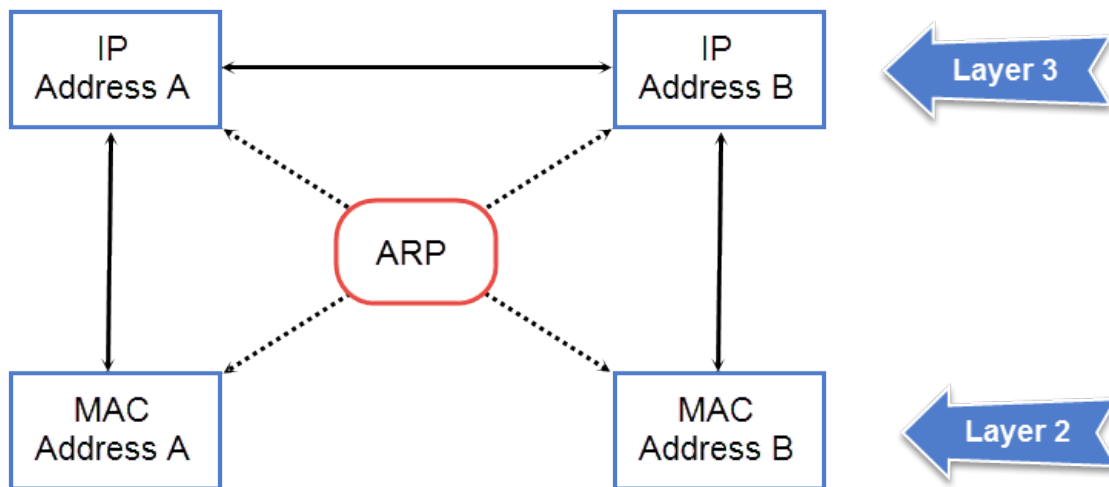 IP
Address A
IP
Address B
Layer 3
ARP
MAC
Address A
MAC
Address B
Layer 2